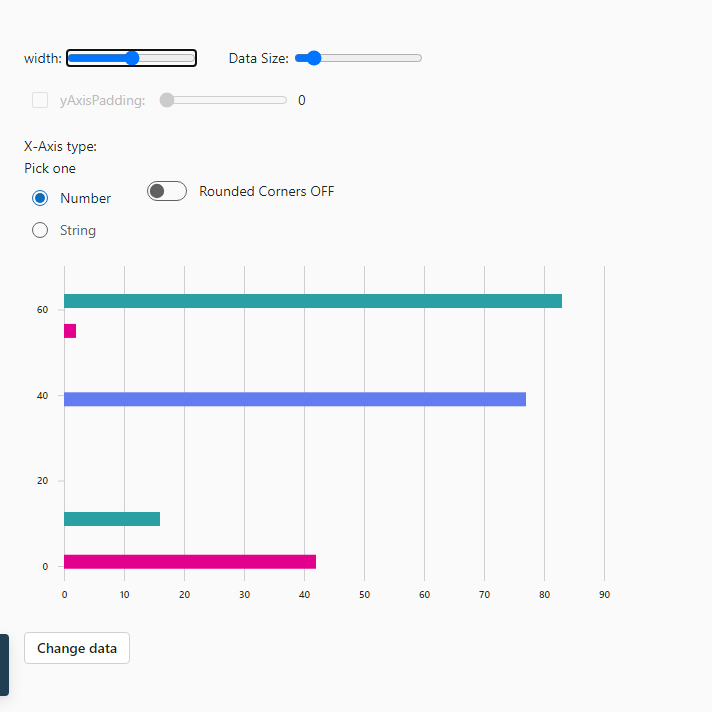 width: Data Size:
yAxisPadding: 0
X-Axis type:
Pick one
Number
Rounded Corners OFF
String
60
40
20
0
0 10 20 30 40 50 60 70 80 90
Change data